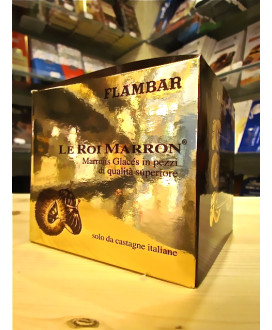 FLAMBAR
LE ROI MARRON®
Marrons Glacés in pezzi
di qualità superiore
solo da castagne italiane